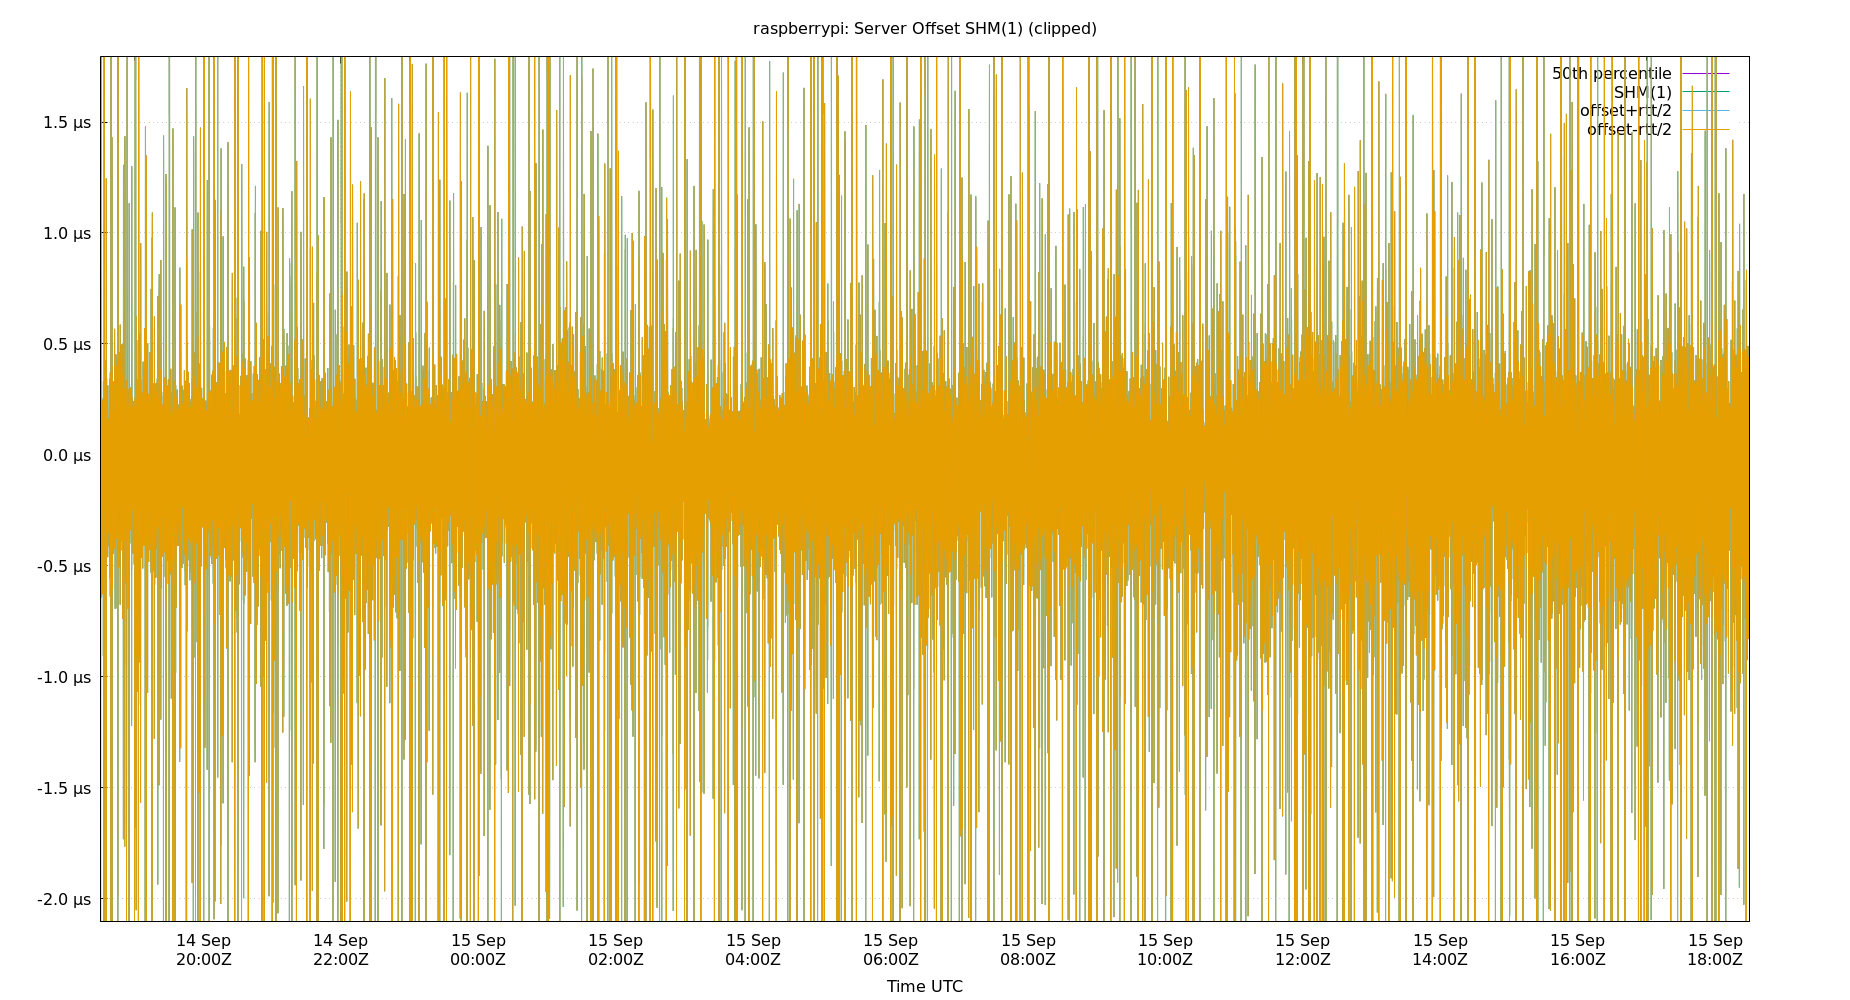 raspberrypi: Server Offset SHM(1) (clipped)
50th percentile
SHM(1)
offset+rtt/2
offset-rtt/2
1.5 µs
1.0 µs
0.5 µs
0.0 µs
-0.5 µs
-1.0 µs
-1.5 µs
-2.0 µs
14 Sep 14 Sep 15 Sep 15 Sep 15 Sep 15 Sep 15 Sep 15 Sep 15 Sep 15 Sep 15 Sep 15 Sep
20:00Z 22:00Z 00:00Z 02:00Z 04:00Z 06:00Z 08:00Z 10:00Z 12:00Z 14:00Z 16:00Z 18:00Z
Time UTC